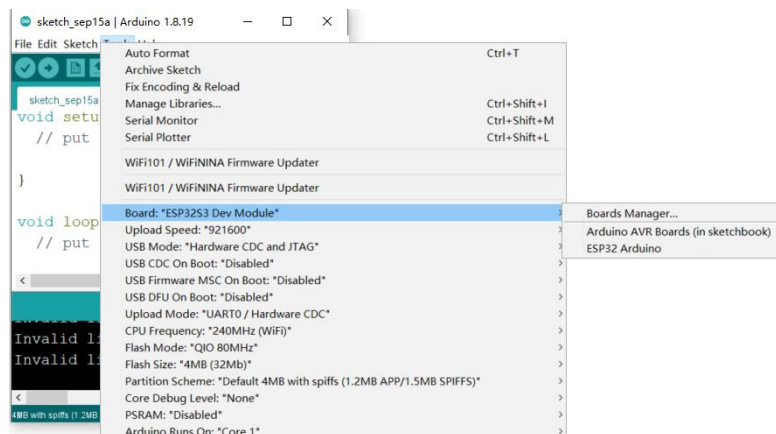 sketch_sep15a | Arduino 1.8.19
File Edit Sketch
Auto Format Ctrl+T
Archive Sketch
Fix Encoding & Reload
Manage Libraries... Ctrl+Shift+I
Serial Monitor Ctrl+Shift+M
Serial Plotter Ctrl+Shift+L
WiFi101 / WiFiNINA Firmware Updater
WiFi101 / WiFiNINA Firmware Updater
Board: "ESP32S3 Dev Module"
Upload Speed: "921600"
USB Mode: "Hardware CDC and JTAG"
USB CDC On Boot: "Disabled"
USB Firmware MSC On Boot: "Disabled"
USB DFU On Boot: "Disabled"
Upload Mode: "UART0 / Hardware CDC"
CPU Frequency: "240MHz (WiFi)"
Flash Mode: "QIO 80MHz"
Flash Size: "4MB (32Mb)"
Partition Scheme: "Default 4MB with spiffs (1.2MB APP/1.5MB SPIFFS)"
Core Debug Level: "None"
PSRAM: "Disabled"
Arduino Runs On: "Core 1"
Boards Manager...
Arduino AVR Boards (in sketchbook)
ESP32 Arduino
sketch_sep15a
void setu
// put
}
void loop
// put
Invalid li
Invalid li
4MB with spiffs (1.2MB